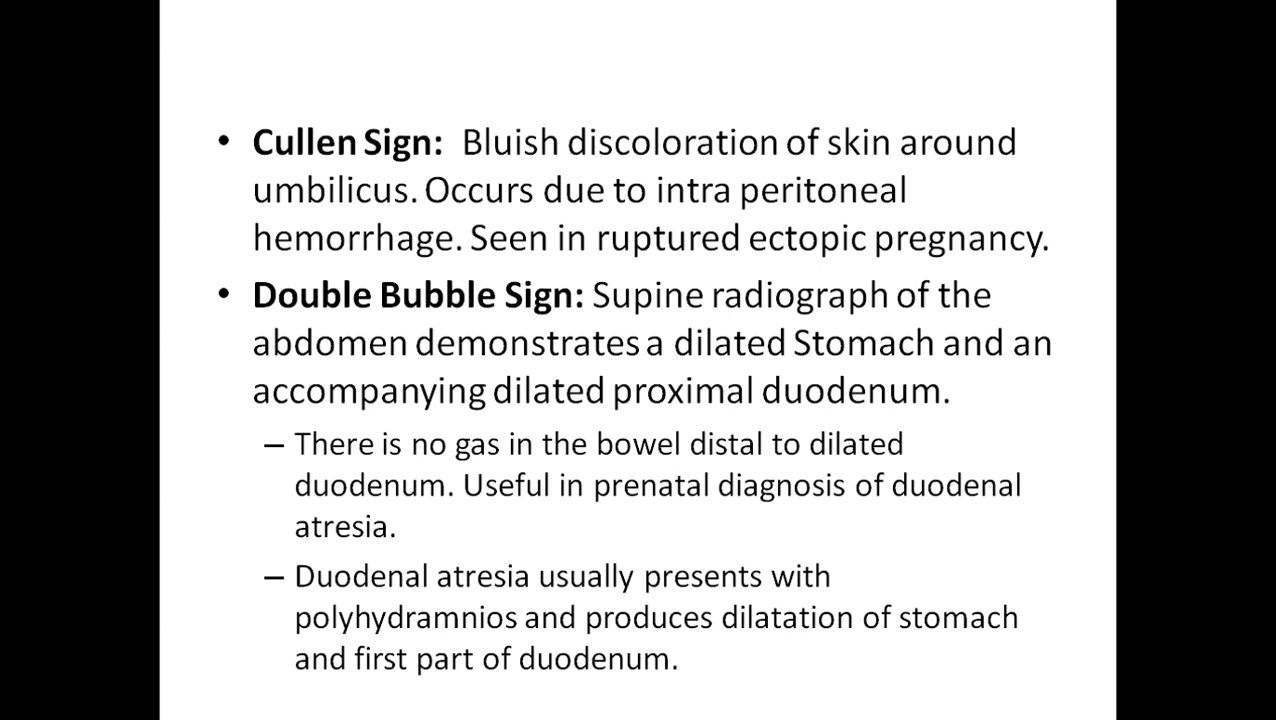 • Cullen Sign: Bluish discoloration of skin around
umbilicus. Occurs due to intra peritoneal
hemorrhage. Seen in ruptured ectopic pregnancy.
• Double Bubble Sign: Supine radiograph of the
abdomen demonstrates a dilated Stomach and an
accompanying dilated proximal duodenum.
– There is no gas in the bowel distal to dilated
duodenum. Useful in prenatal diagnosis of duodenal
atresia.
– Duodenal atresia usually presents with
polyhydramnios and produces dilatation of stomach
and first part of duodenum.